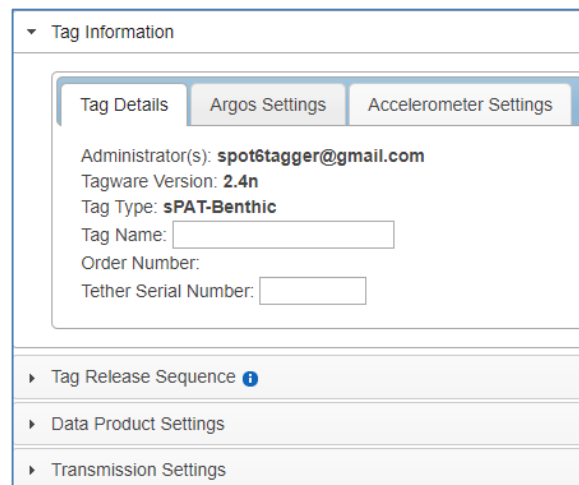 Tag Information
Tag Details Argos Settings Accelerometer Settings
Administrator(s): spot6tagger@gmail.com
Tagware Version: 2.4n
Tag Type: sPAT-Benthic
Tag Name:
Order Number:
Tether Serial Number:
Tag Release Sequence i
Data Product Settings
Transmission Settings